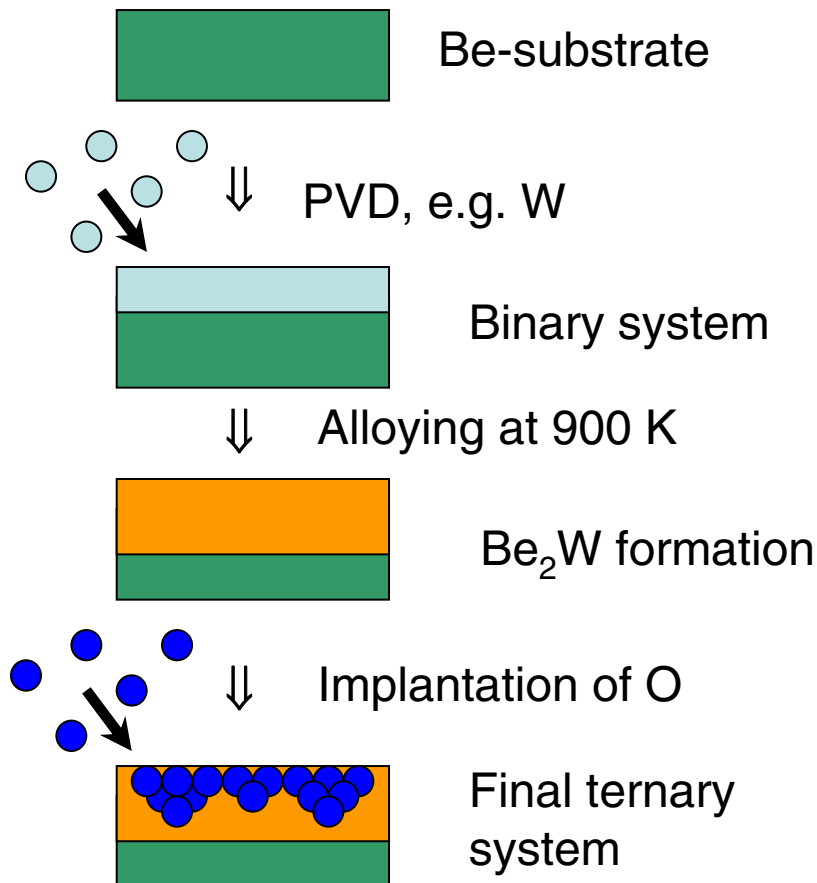 Be-substrate
PVD, e.g. W
Binary system
Alloying at 900 K
Be₂W formation
Implantation of O
Final ternary
system